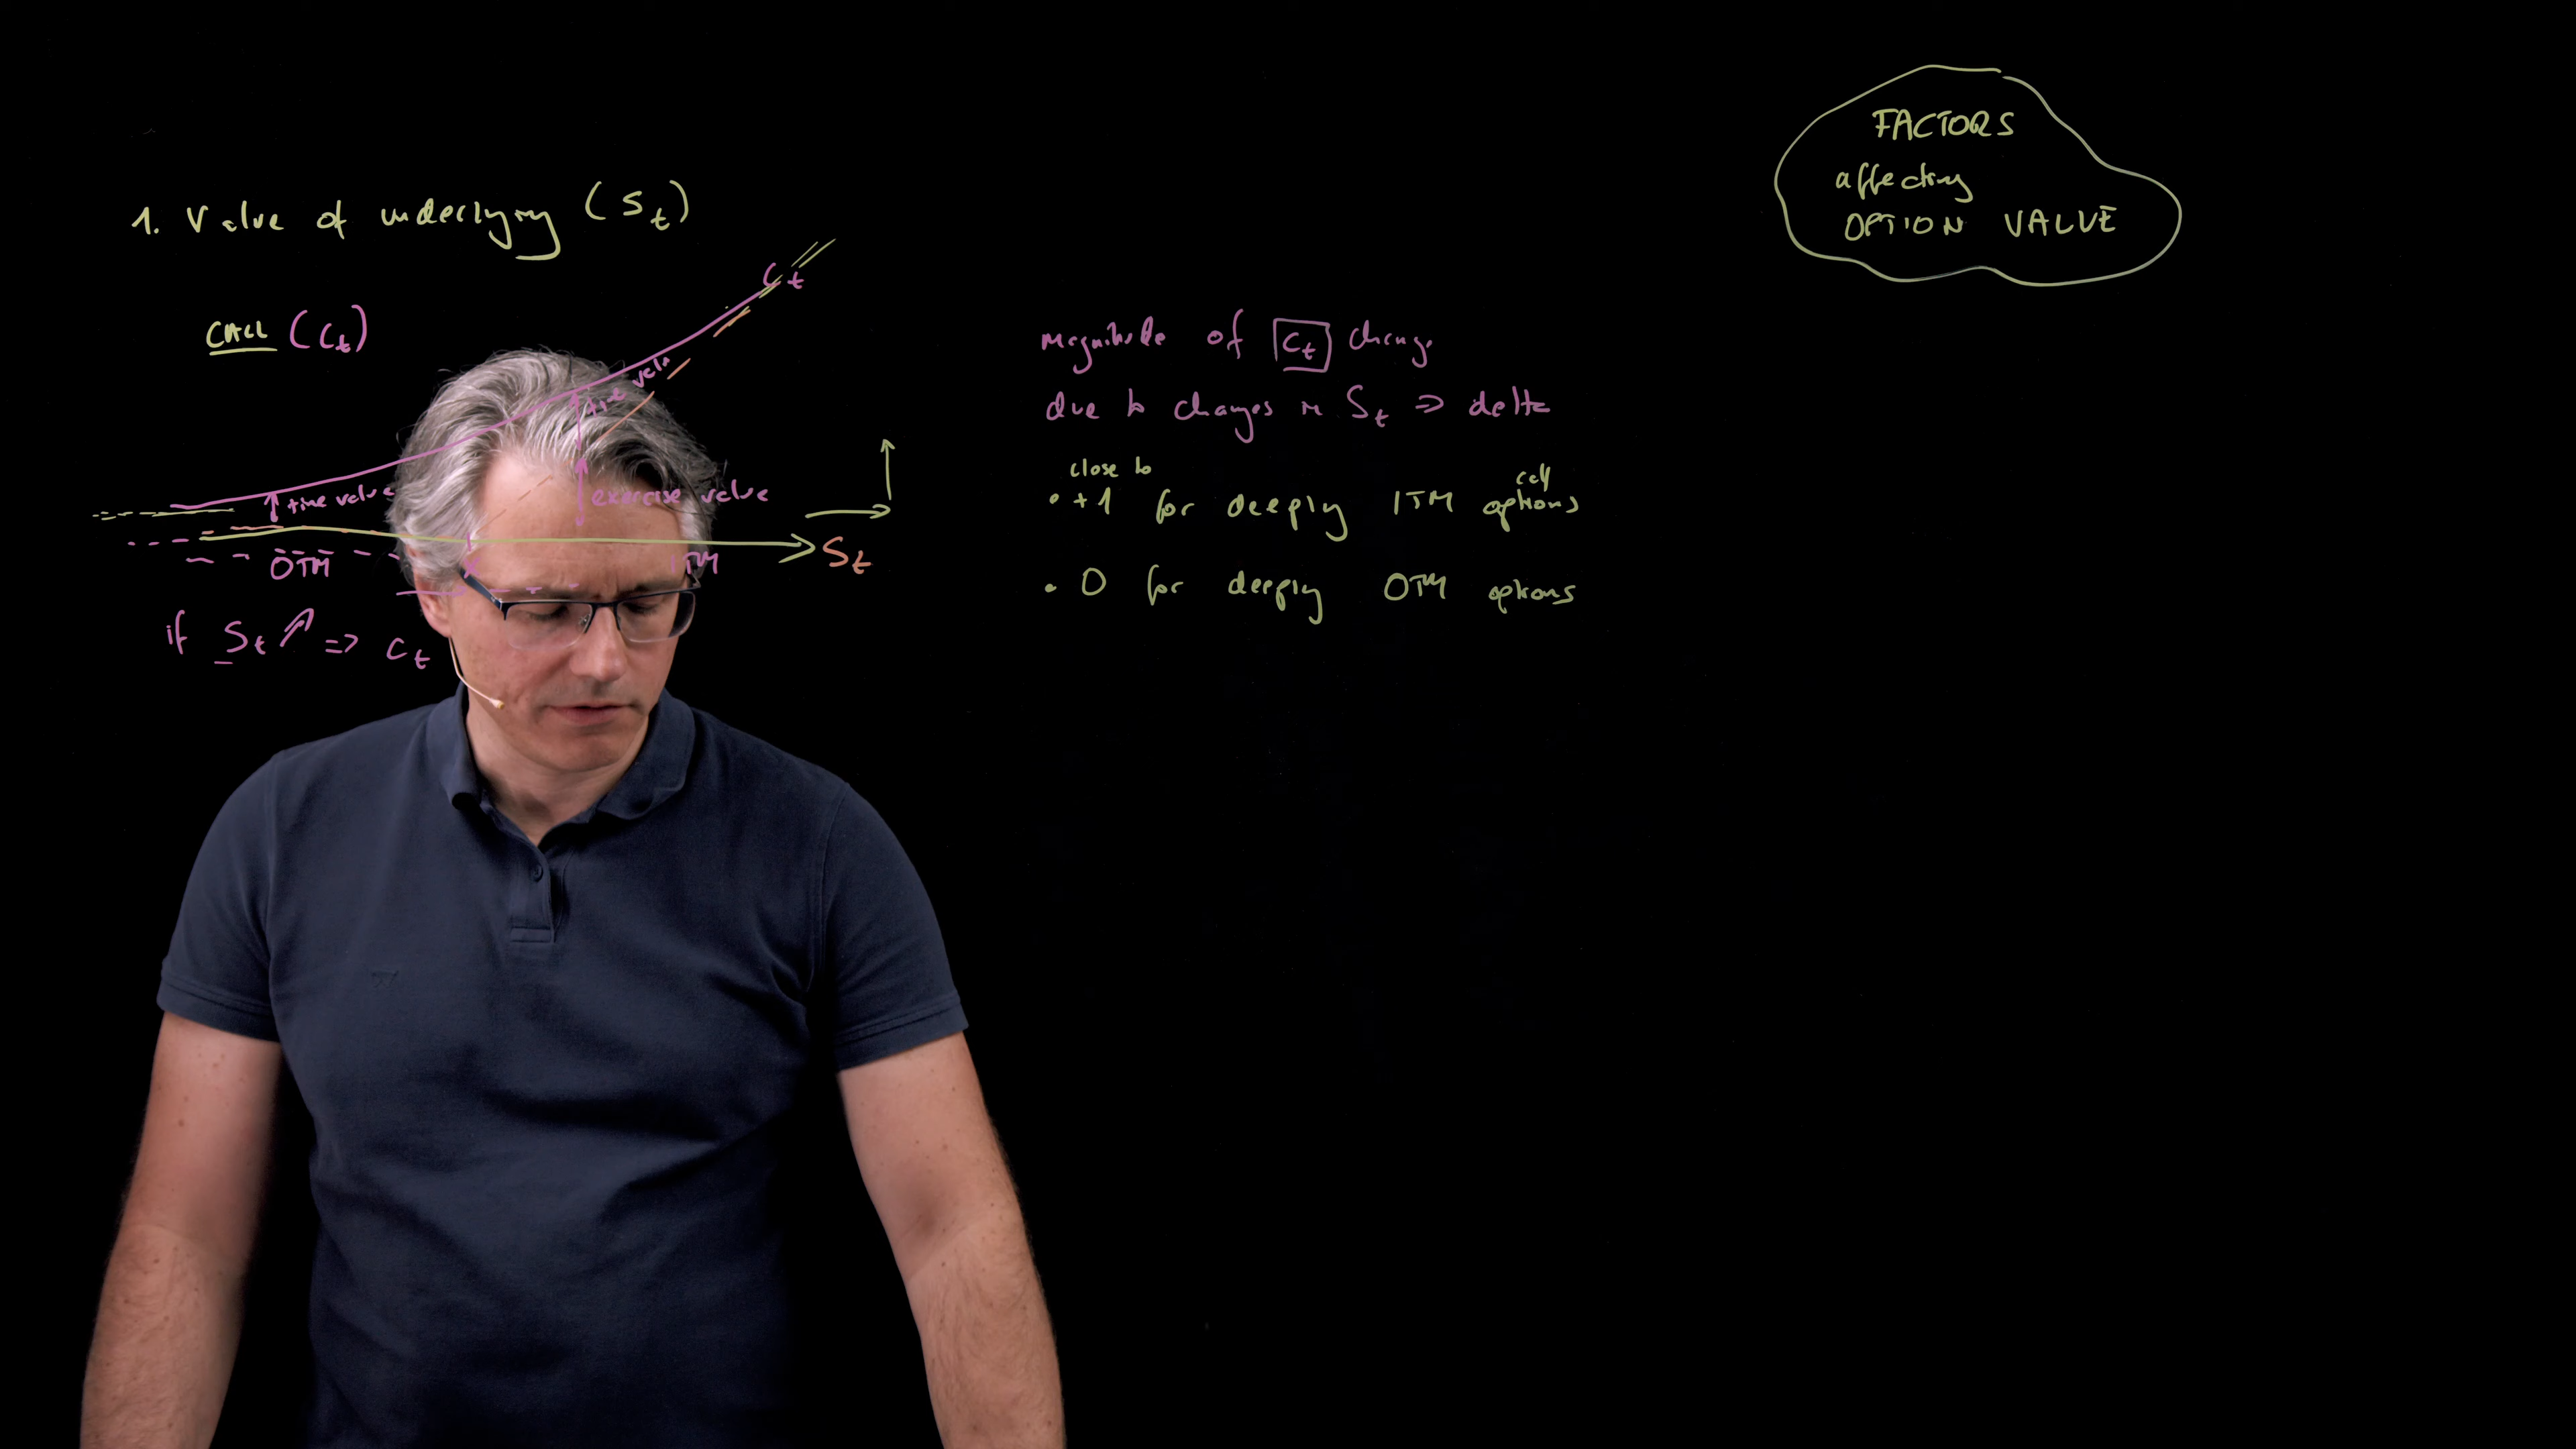 FACTORS
affecting
OPTION VALUE
1. Value of underlying (St)
CALL (Ct)
Ct
time value
time value
exercise value
OTM
ITM
St
if St ↗ => Ct
magnitude of Ct change
due to changes in St => delta
close to
• +1 for deeply ITM call options
• 0 for deeply OTM options